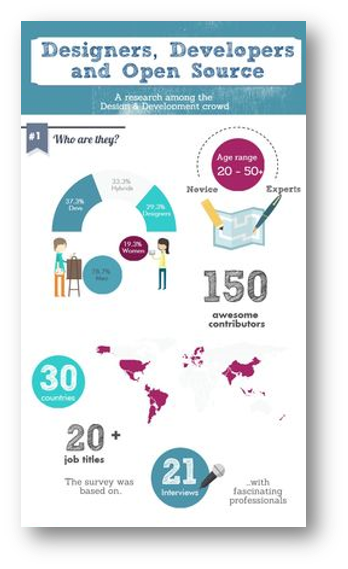 Designers, Developers
and Open Source
A research among the
Design & Development crowd
#1
Who are they?
Age range
20 - 50+
Novice
Experts
33,3%
Hybrids
37,3%
Devs
29,3%
Designers
19.3%
Women
Men
150
awesome
contributors
30
countries
20 +
job titles
The survey was
based on.
21
Interviews
...with
fascinating
professionals